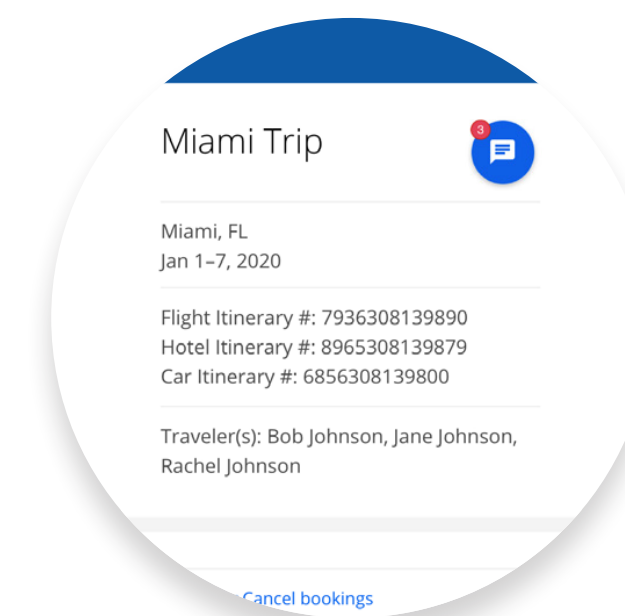 Miami Trip
3
Miami, FL
Jan 1–7, 2020
Flight Itinerary #: 7936308139890
Hotel Itinerary #: 8965308139879
Car Itinerary #: 6856308139800
Traveler(s): Bob Johnson, Jane Johnson,
Rachel Johnson
Cancel bookings